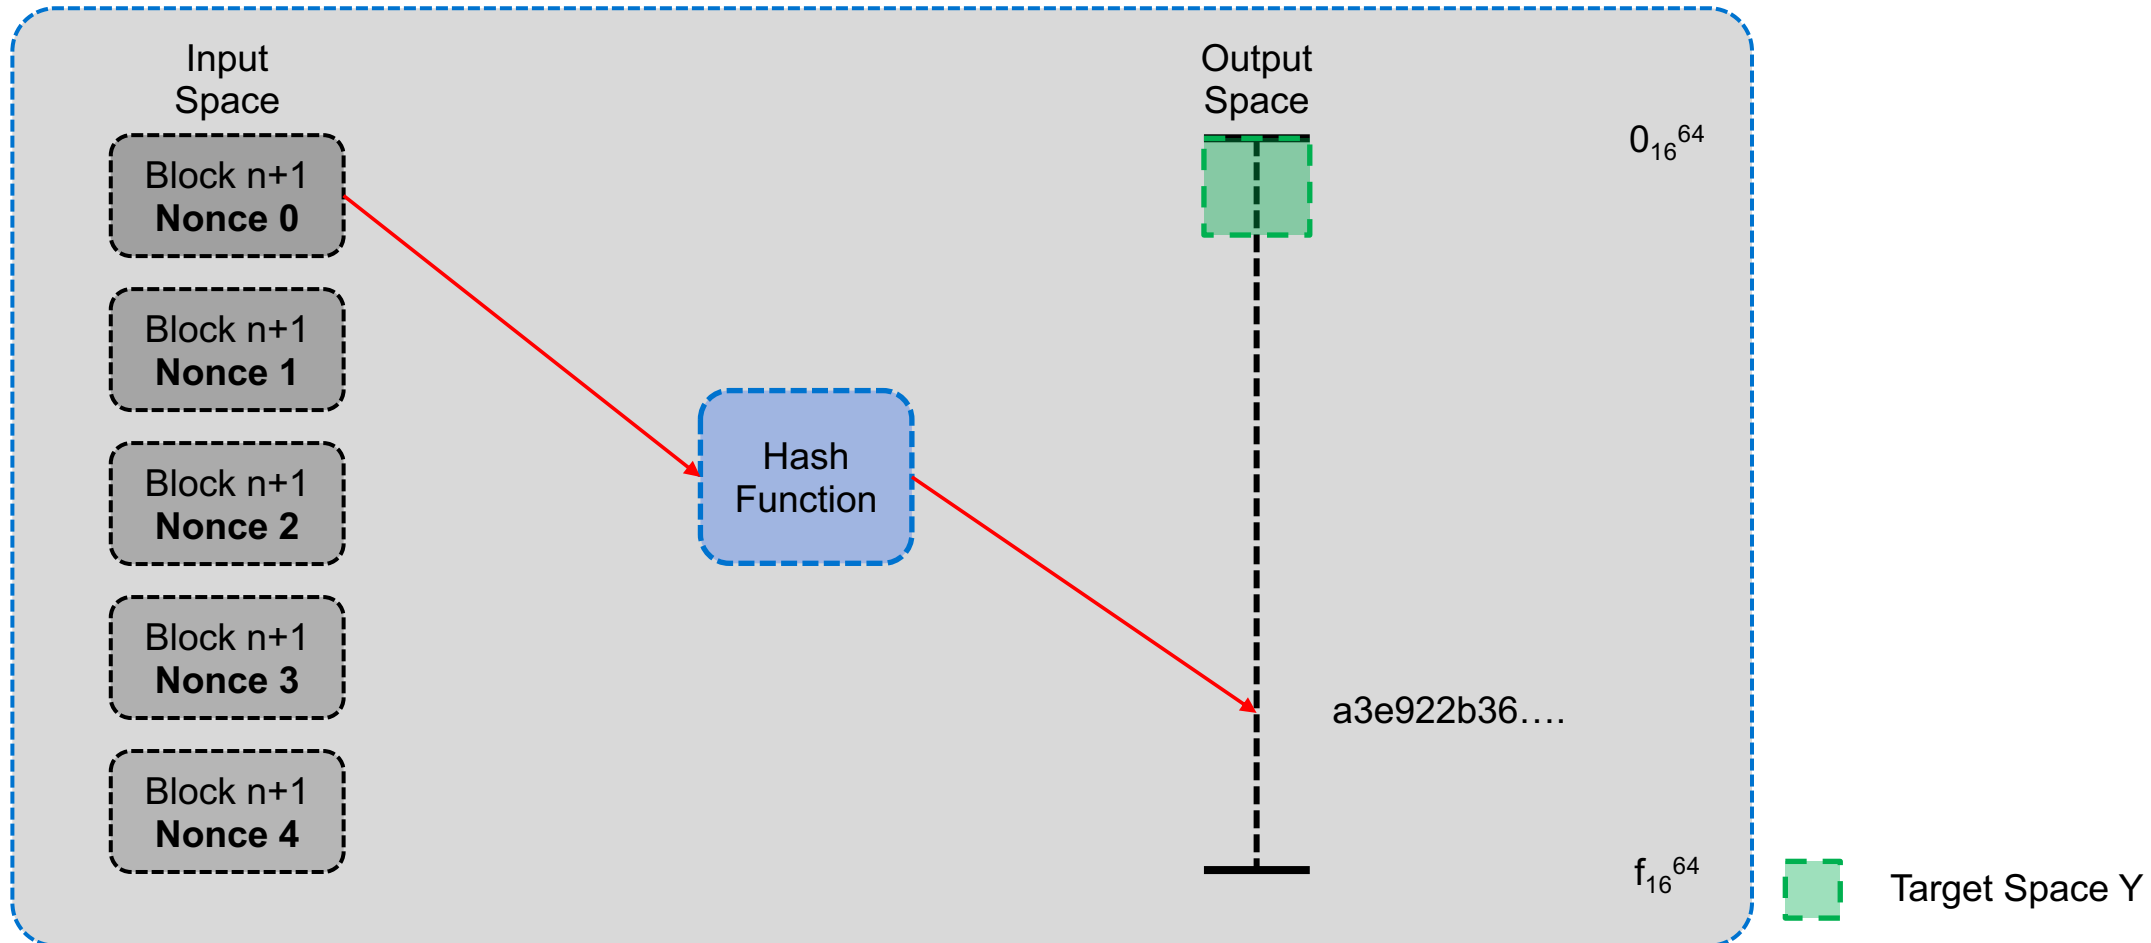 Input
Space
Block n+1
Nonce 0
Block n+1
Nonce 1
Block n+1
Nonce 2
Block n+1
Nonce 3
Block n+1
Nonce 4
Hash
Function
Output
Space
0₁₆⁶⁴
a3e922b36….
f₁₆⁶⁴
Target Space Y